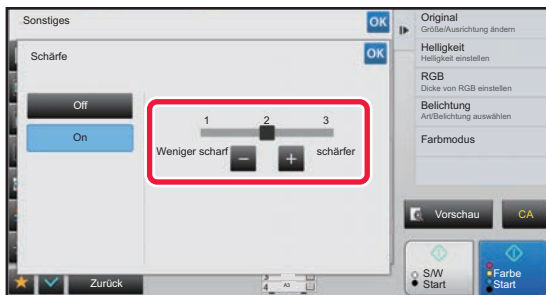 Sonstiges
OK
Schärfe
OK
Off
On
1 2 3
Weniger scharf
schärfer
Zurück
4
A3
Original
Größe/Ausrichtung ändern
Helligkeit
Helligkeit einstellen
RGB
Dicke von RGB einstellen
Belichtung
Art/Belichtung auswählen
Farbmodus
Vorschau
CA
S/W
Start
Farbe
Start